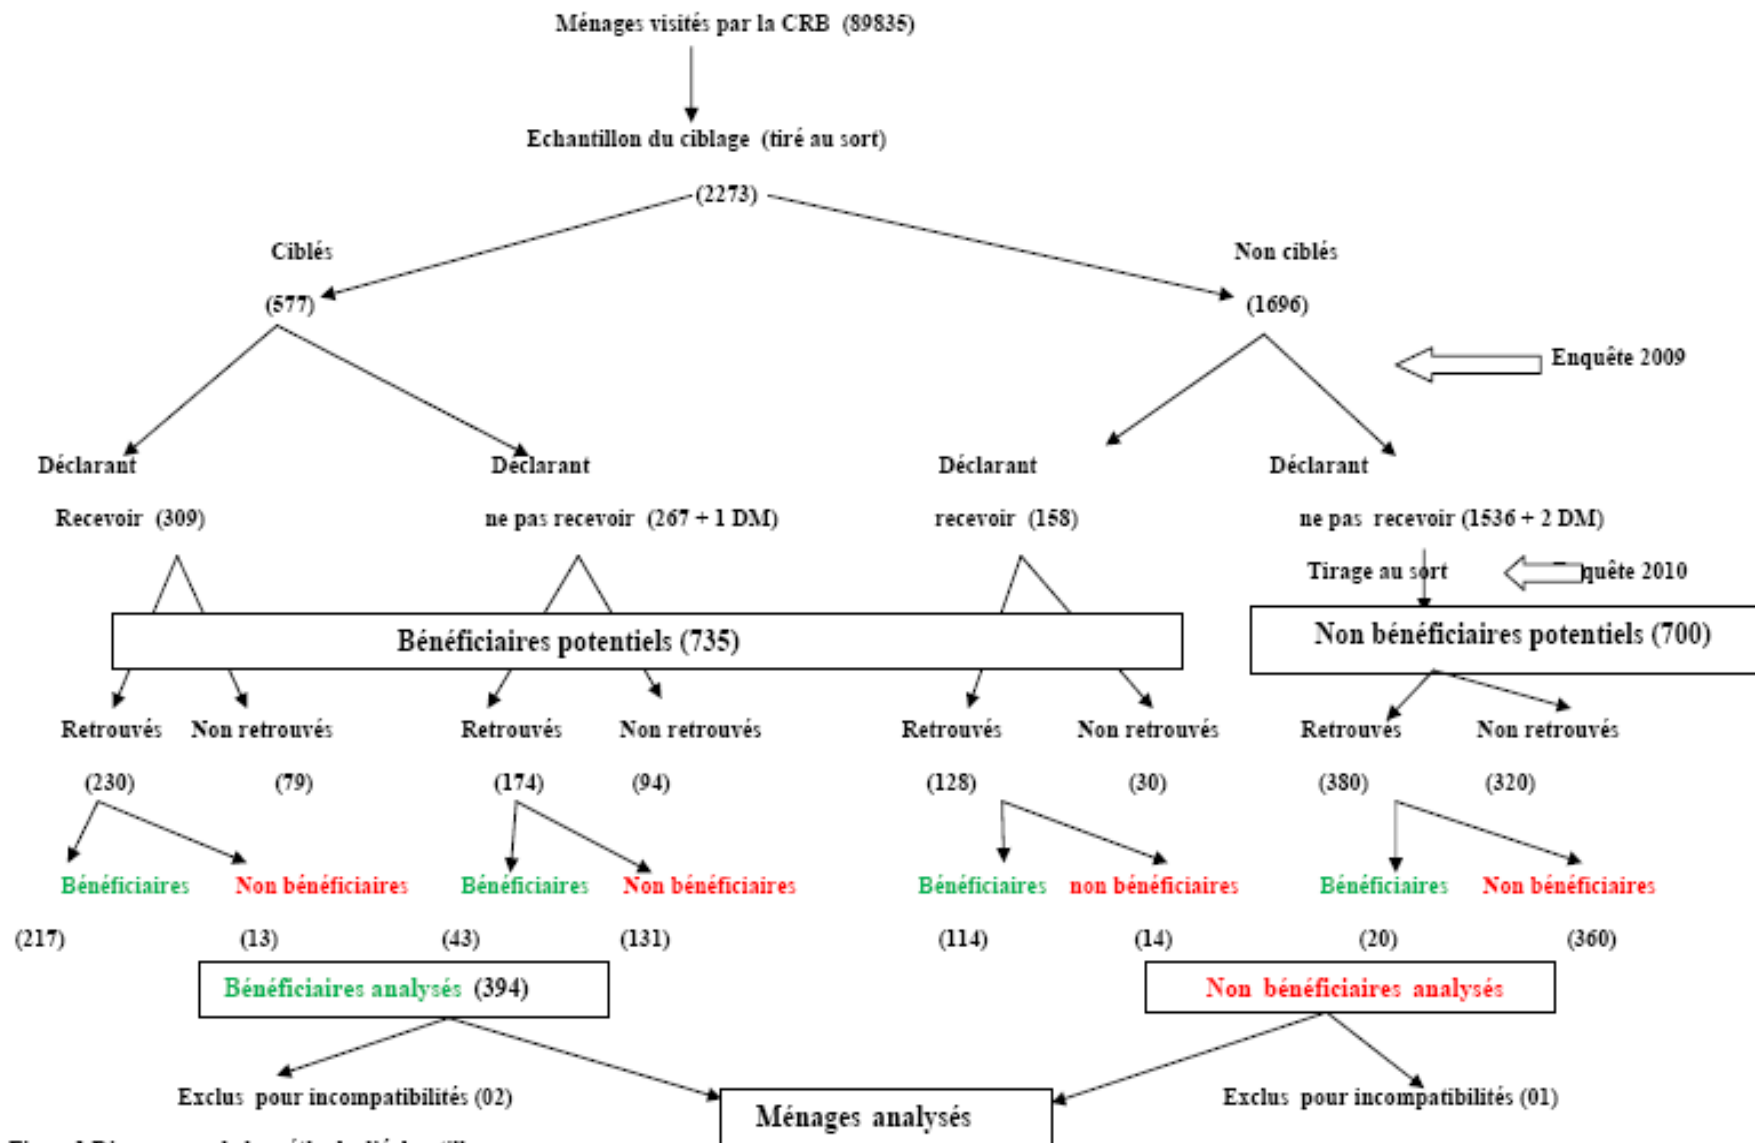 Ménages visités par la CRB (89835)
Echantillon du ciblage (tiré au sort)
(2273)
Ciblés Non ciblés
(577) (1696)
Enquête 2009
Déclarant Déclarant Déclarant Déclarant
Recevoir (309) ne pas recevoir (267 + 1 DM) recevoir (158) ne pas recevoir (1536 + 2 DM)
Tirage au sort quête 2010
Bénéficiaires potentiels (735) Non bénéficiaires potentiels (700)
Retrouvés Non retrouvés Retrouvés Non retrouvés Retrouvés Non retrouvés Retrouvés Non retrouvés
(230) (79) (174) (94) (128) (30) (380) (320)
Bénéficiaires Non bénéficiaires Bénéficiaires Non bénéficiaires Bénéficiaires non bénéficiaires Bénéficiaires Non bénéficiaires
(217) (13) (43) (131) (114) (14) (20) (360)
Bénéficiaires analysés (394) Non bénéficiaires analysés
Exclus pour incompatibilités (02) Exclus pour incompatibilités (01)
Ménages analysés